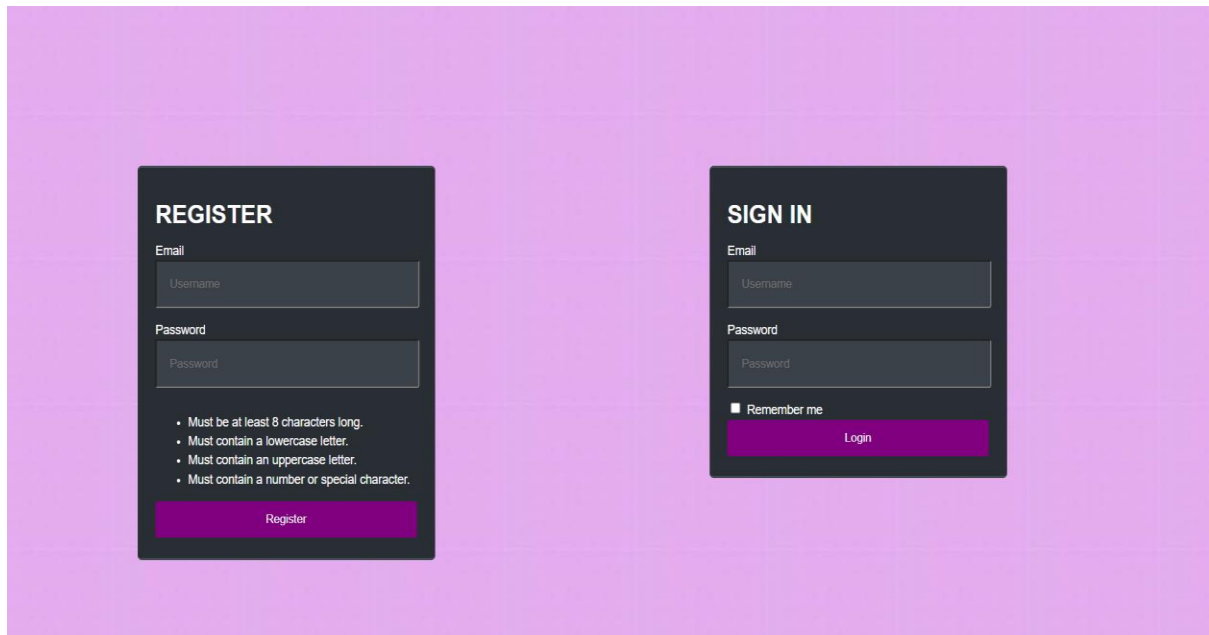 REGISTER
Email
Username
Password
Password
Must be at least 8 characters long.
Must contain a lowercase letter.
Must contain an uppercase letter.
Must contain a number or special character.
Register
SIGN IN
Email
Username
Password
Password
Remember me
Login